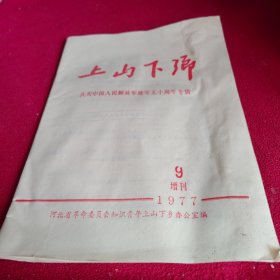 上山下乡
庆祝中国人民解放军建军五十周年专辑
9
增刊
1977
河北省革命委员会知识青年上山下乡办公室编